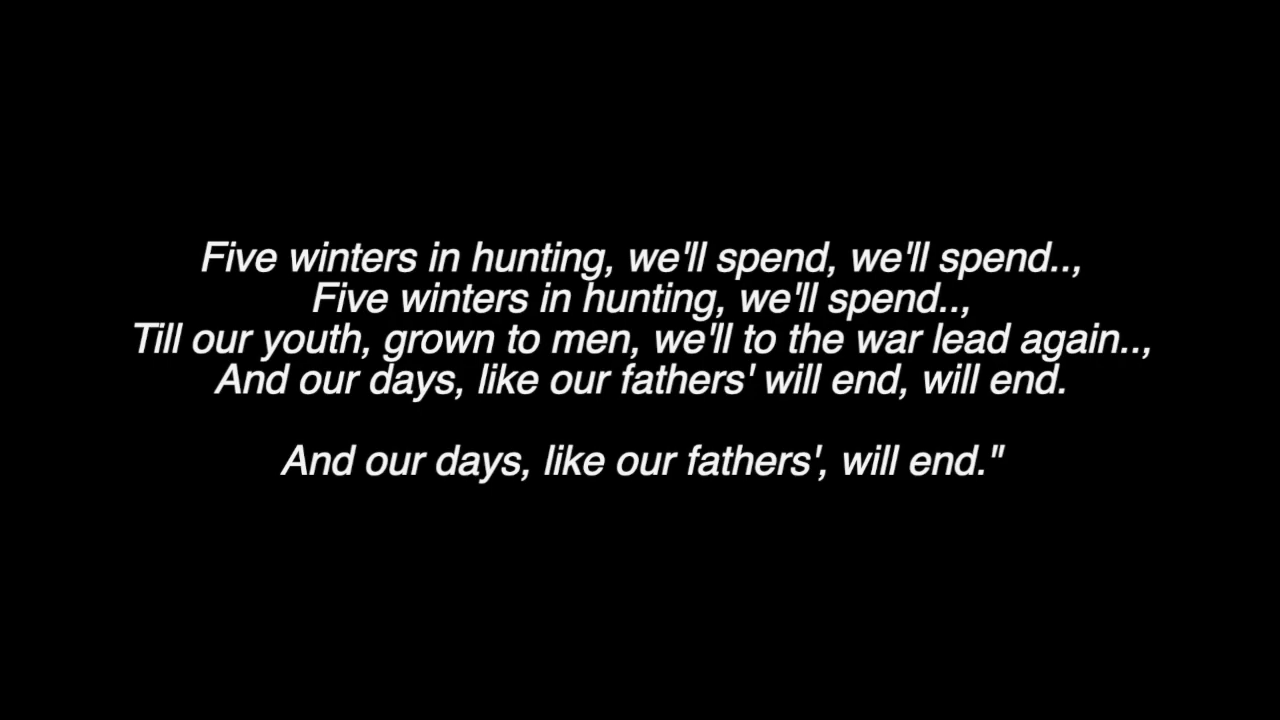 Five winters in hunting, we'll spend, we'll spend..,
Five winters in hunting, we'll spend..,
Till our youth, grown to men, we'll to the war lead again..,
And our days, like our fathers' will end, will end.
And our days, like our fathers', will end."